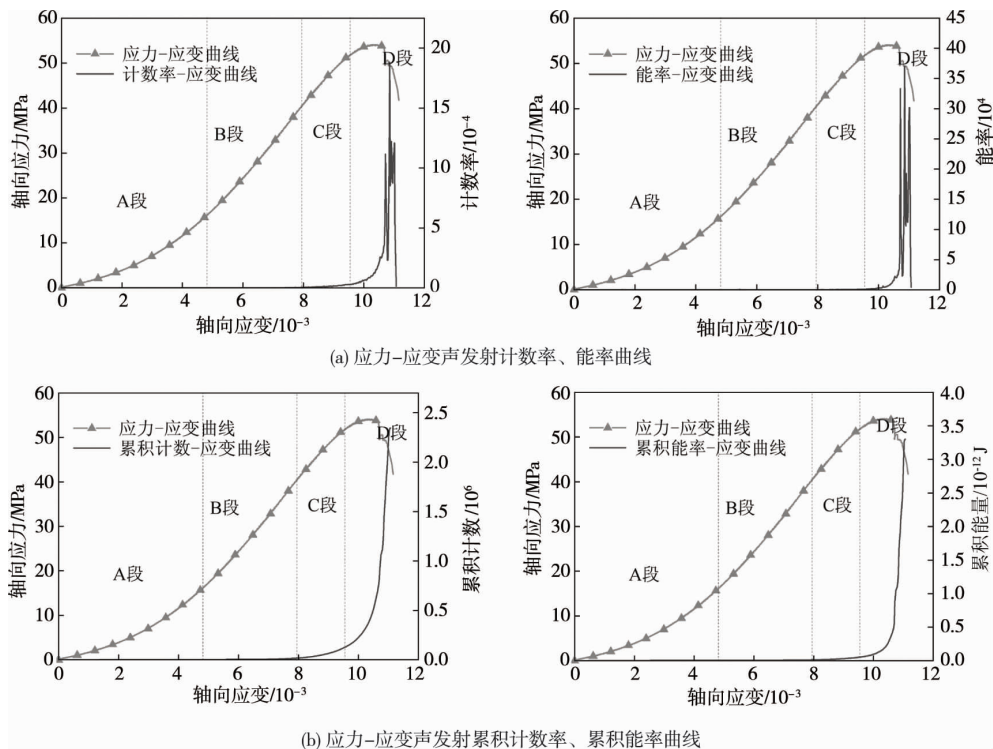 60
50
40
30
20
10
0
轴向应力/MPa
应力-应变曲线
计数率-应变曲线
A段
B段
C段
D段
20
15
10
5
0
计数率/10⁻⁴
0 2 4 6 8 10 12
轴向应变/10⁻³
60
50
40
30
20
10
0
轴向应力/MPa
应力-应变曲线
能率-应变曲线
A段
B段
C段
D段
45
40
35
30
25
20
15
10
5
0
能率/10⁴
0 2 4 6 8 10 12
轴向应变/10⁻³
(a) 应力-应变声发射计数率、能率曲线
60
50
40
30
20
10
0
轴向应力/MPa
应力-应变曲线
累积计数-应变曲线
A段
B段
C段
D段
2.5
2.0
1.5
1.0
0.5
0.0
累积计数/10⁶
0 2 4 6 8 10 12
轴向应变/10⁻³
60
50
40
30
20
10
0
轴向应力/MPa
应力-应变曲线
累积能率-应变曲线
A段
B段
C段
D段
4.0
3.5
3.0
2.5
2.0
1.5
1.0
0.5
0.0
累积能量/10⁻¹²J
0 2 4 6 8 10 12
轴向应变/10⁻³
(b) 应力-应变声发射累积计数率、累积能率曲线